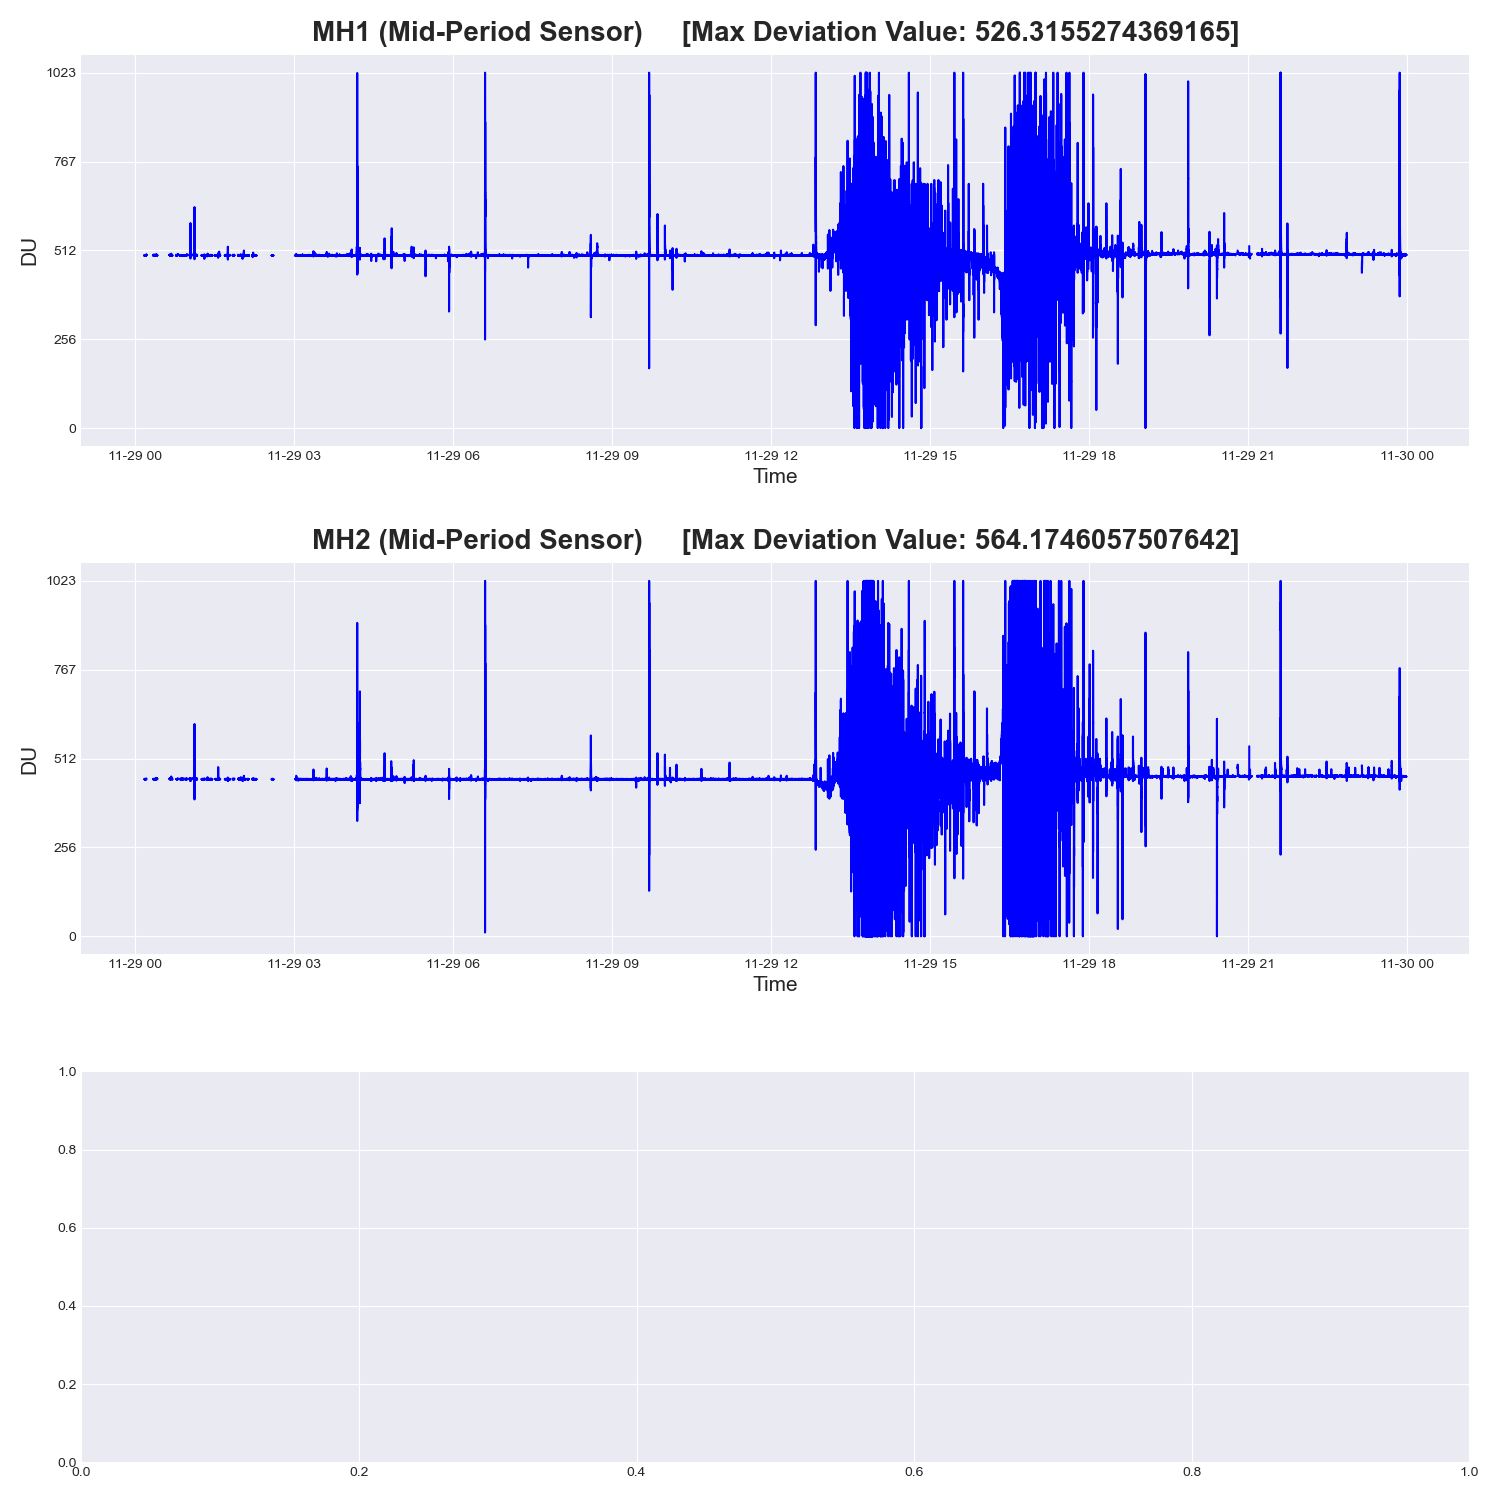 MH1 (Mid-Period Sensor) [Max Deviation Value: 526.3155274369165]
1023
767
512
256
0
DU
11-29 00 11-29 03 11-29 06 11-29 09 11-29 12 11-29 15 11-29 18 11-29 21 11-30 00
Time
MH2 (Mid-Period Sensor) [Max Deviation Value: 564.1746057507642]
1023
767
512
256
0
DU
11-29 00 11-29 03 11-29 06 11-29 09 11-29 12 11-29 15 11-29 18 11-29 21 11-30 00
Time
1.0
0.8
0.6
0.4
0.2
0.0
0.0 0.2 0.4 0.6 0.8 1.0